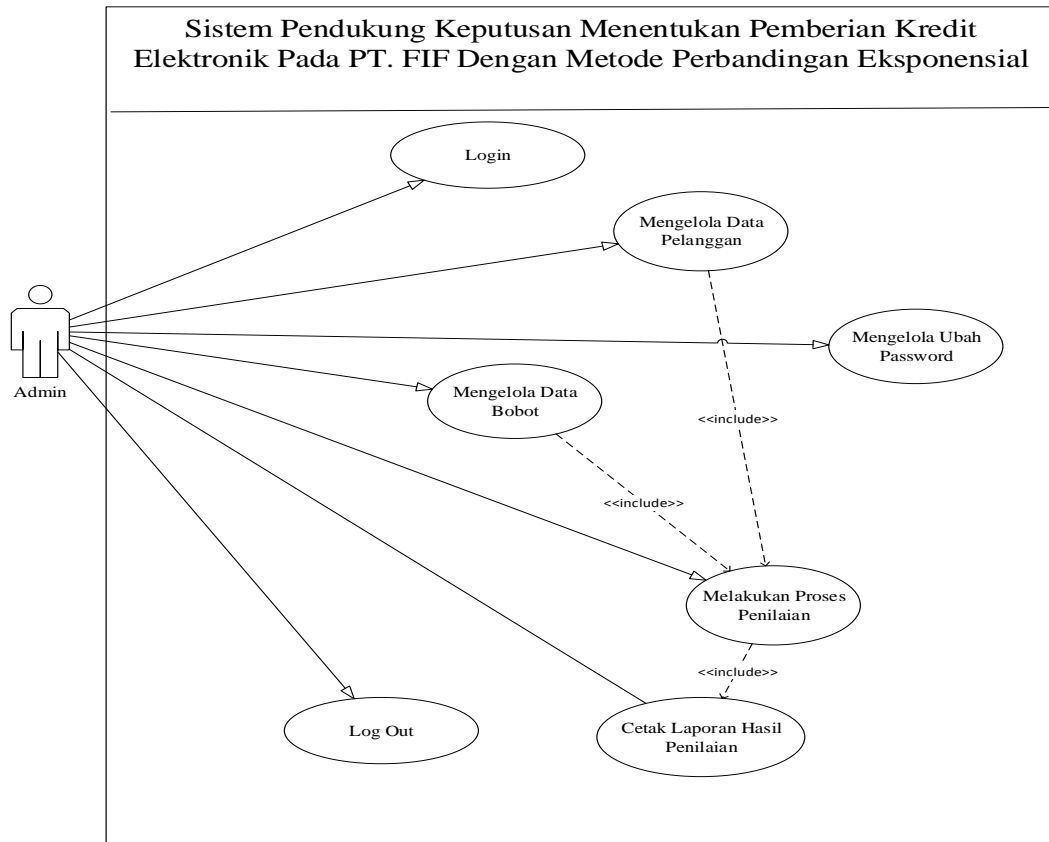 Sistem Pendukung Keputusan Menentukan Pemberian Kredit
Elektronik Pada PT. FIF Dengan Metode Perbandingan Eksponensial
Login
Mengelola Data
Pelanggan
Mengelola Ubah
Password
Admin
Mengelola Data
Bobot
<<include>>
<<include>>
Melakukan Proses
Penilaian
<<include>>
Log Out
Cetak Laporan Hasil
Penilaian